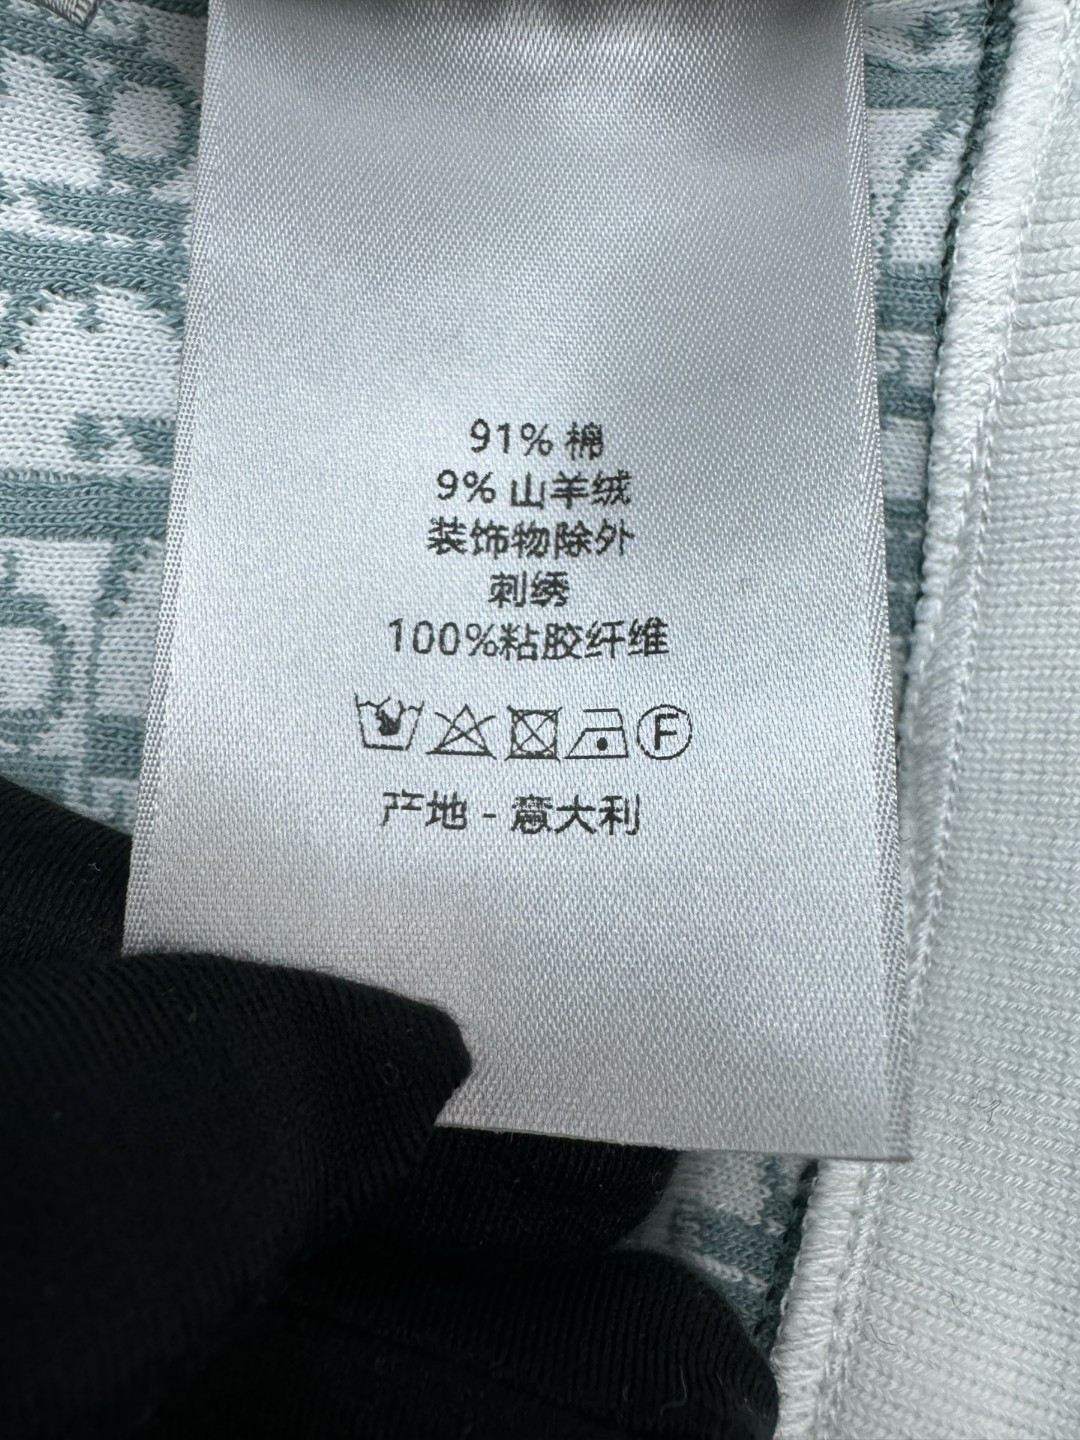 91% 棉
9% 山羊绒
装饰物除外
刺绣
100%粘胶纤维
F
产地 - 意大利